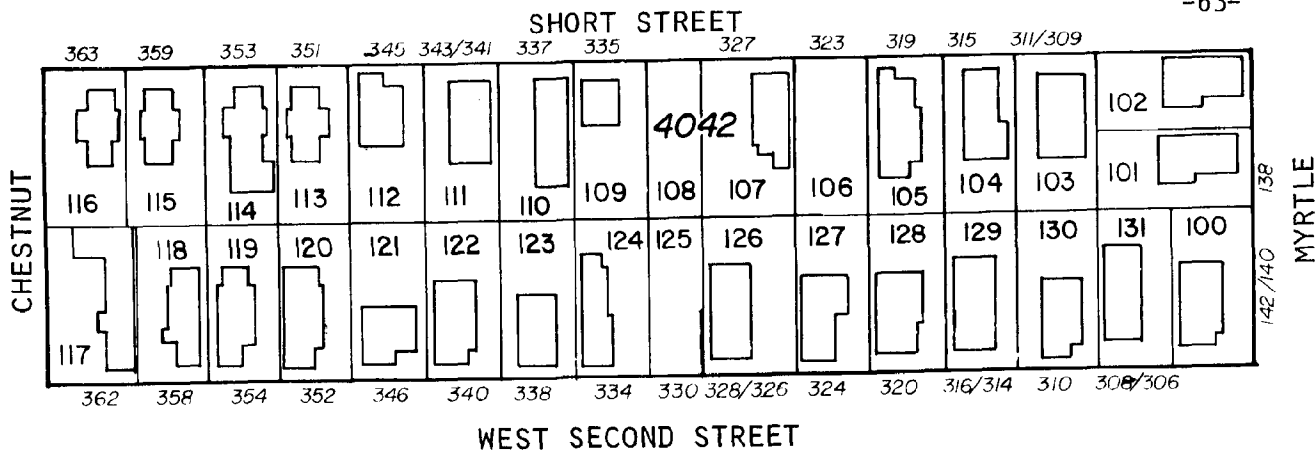 -63-
SHORT STREET
363 359 353 351 345 343/341 337 335 327 323 319 315 311/309
4042
102
101
138
116 115 114 113 112 111 110 109 108 107 106 105 104 103
CHESTNUT
MYRTLE
118 119 120 121 122 123 124 125 126 127 128 129 130 131 100
142/140
117
362 358 354 352 346 340 338 334 330 328/326 324 320 316/314 310 308/306
WEST SECOND STREET